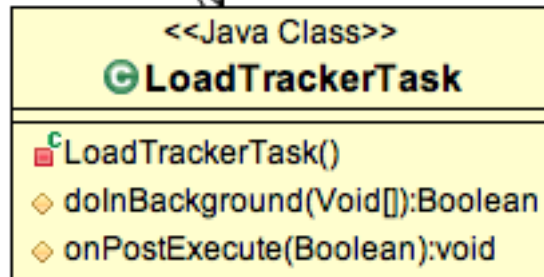 <<Java Class>>
C LoadTrackerTask
C LoadTrackerTask()
doInBackground(Void[]):Boolean
onPostExecute(Boolean):void